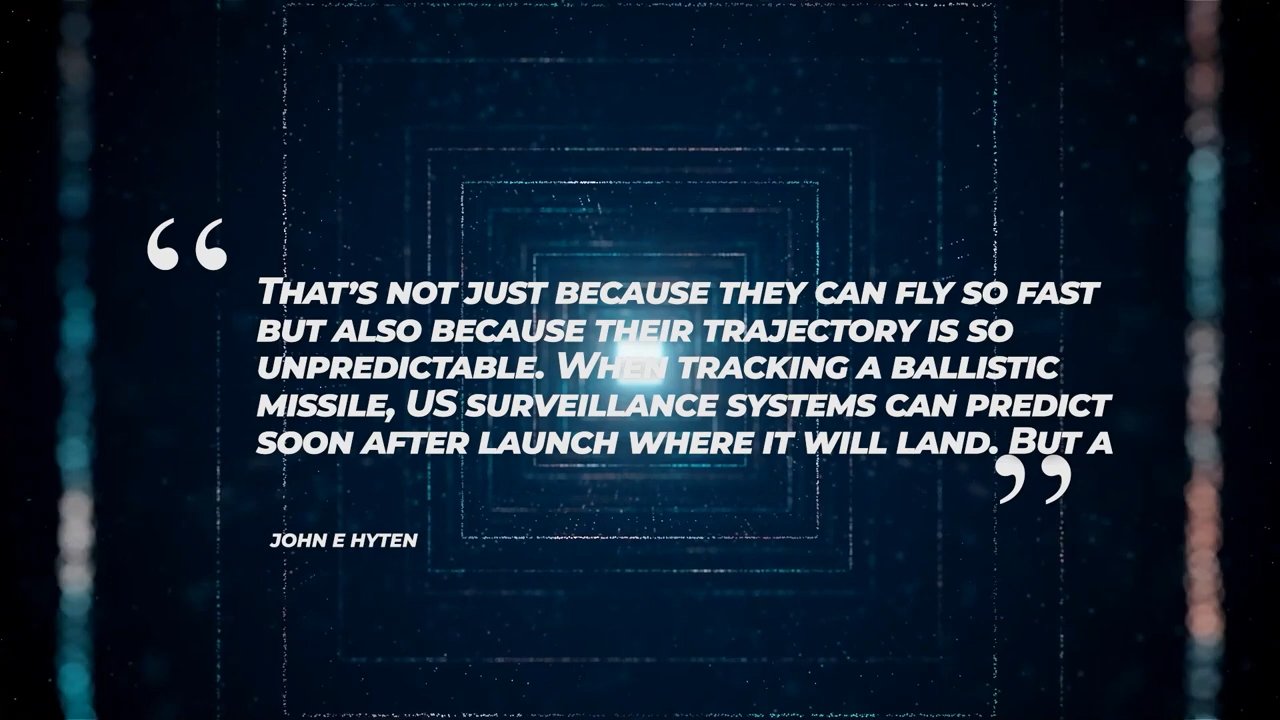 “
THAT’S NOT JUST BECAUSE THEY CAN FLY SO FAST
BUT ALSO BECAUSE THEIR TRAJECTORY IS SO
UNPREDICTABLE. WHEN TRACKING A BALLISTIC
MISSILE, US SURVEILLANCE SYSTEMS CAN PREDICT
SOON AFTER LAUNCH WHERE IT WILL LAND. BUT A
”
JOHN E HYTEN